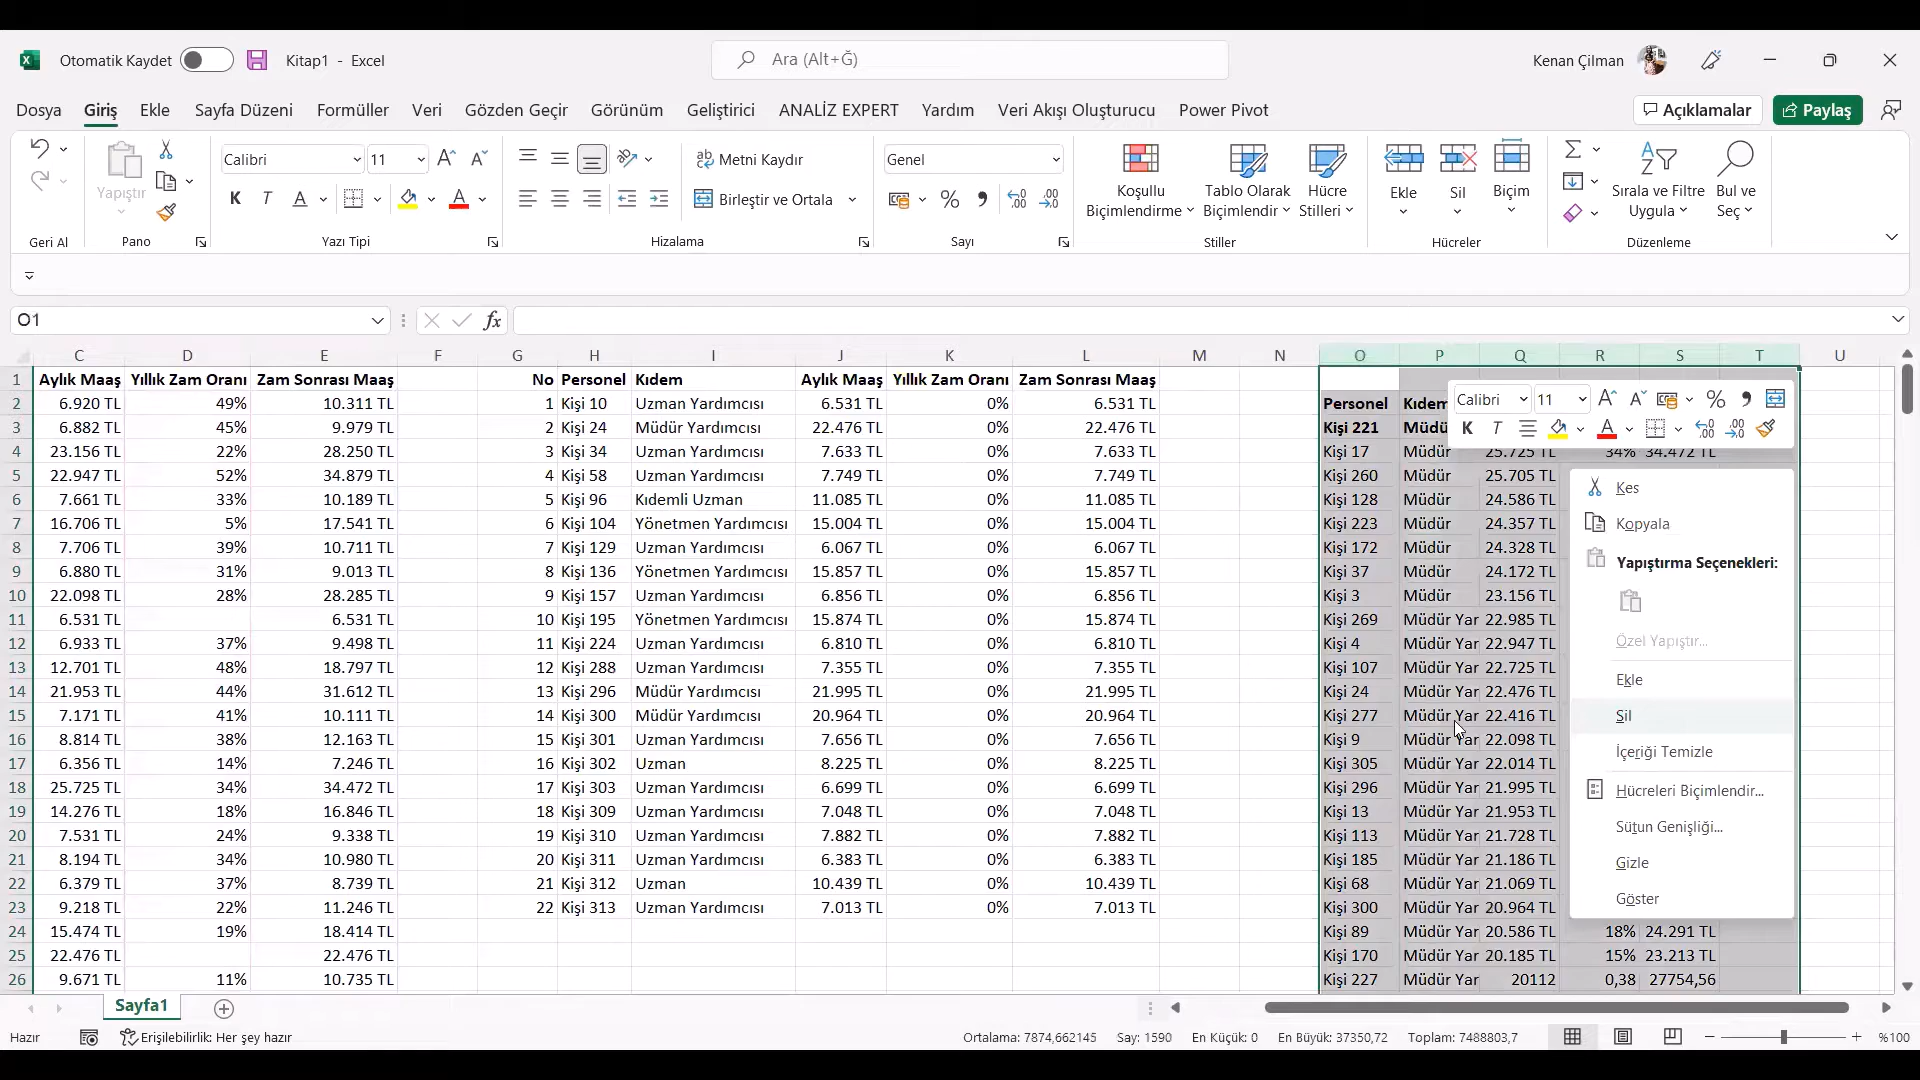 Otomatik Kaydet
Kitap1 - Excel
Ara (Alt+Ğ)
Kenan Çilman
Dosya Giriş Ekle Sayfa Düzeni Formüller Veri Gözden Geçir Görünüm Geliştirici ANALİZ EXPERT Yardım Veri Akışı Oluşturucu Power Pivot
Açıklamalar Paylaş
Yapıştır
Calibri 11
K T A
Metni Kaydır
Birleştir ve Ortala
Genel
Koşullu Biçimlendirme
Tablo Olarak Biçimlendir
Hücre Stilleri
Ekle Sil Biçim
Sırala ve Filtre Uygula
Bul ve Seç
Geri Al Pano Yazı Tipi Hizalama Sayı Stiller Hücreler Düzenleme
O1
fx
C D E F G H I J K L M N O P Q R S T U
1 Aylık Maaş Yıllık Zam Oranı Zam Sonrası Maaş No Personel Kıdem Aylık Maaş Yıllık Zam Oranı Zam Sonrası Maaş
2 6.920 TL 49% 10.311 TL 1 Kişi 10 Uzman Yardımcısı 6.531 TL 0% 6.531 TL Personel Kıdem
3 6.882 TL 45% 9.979 TL 2 Kişi 24 Müdür Yardımcısı 22.476 TL 0% 22.476 TL Kişi 221 Müdü
4 23.156 TL 22% 28.250 TL 3 Kişi 34 Uzman Yardımcısı 7.633 TL 0% 7.633 TL Kişi 17 Müdür 25.725 TL 34% 34.472 TL
5 22.947 TL 52% 34.879 TL 4 Kişi 58 Uzman Yardımcısı 7.749 TL 0% 7.749 TL Kişi 260 Müdür 25.705 TL
6 7.661 TL 33% 10.189 TL 5 Kişi 96 Kıdemli Uzman 11.085 TL 0% 11.085 TL Kişi 128 Müdür 24.586 TL
7 16.706 TL 5% 17.541 TL 6 Kişi 104 Yönetmen Yardımcısı 15.004 TL 0% 15.004 TL Kişi 223 Müdür 24.357 TL
8 7.706 TL 39% 10.711 TL 7 Kişi 129 Uzman Yardımcısı 6.067 TL 0% 6.067 TL Kişi 172 Müdür 24.328 TL
9 6.880 TL 31% 9.013 TL 8 Kişi 136 Yönetmen Yardımcısı 15.857 TL 0% 15.857 TL Kişi 37 Müdür 24.172 TL
10 22.098 TL 28% 28.285 TL 9 Kişi 157 Uzman Yardımcısı 6.856 TL 0% 6.856 TL Kişi 3 Müdür 23.156 TL
11 6.531 TL 6.531 TL 10 Kişi 195 Yönetmen Yardımcısı 15.874 TL 0% 15.874 TL Kişi 269 Müdür Yar 22.985 TL
12 6.933 TL 37% 9.498 TL 11 Kişi 224 Uzman Yardımcısı 6.810 TL 0% 6.810 TL Kişi 4 Müdür Yar 22.947 TL
13 12.701 TL 48% 18.797 TL 12 Kişi 288 Uzman Yardımcısı 7.355 TL 0% 7.355 TL Kişi 107 Müdür Yar 22.725 TL
14 21.953 TL 44% 31.612 TL 13 Kişi 296 Müdür Yardımcısı 21.995 TL 0% 21.995 TL Kişi 24 Müdür Yar 22.476 TL
15 7.171 TL 41% 10.111 TL 14 Kişi 300 Müdür Yardımcısı 20.964 TL 0% 20.964 TL Kişi 277 Müdür Yar 22.416 TL
16 8.814 TL 38% 12.163 TL 15 Kişi 301 Uzman Yardımcısı 7.656 TL 0% 7.656 TL Kişi 9 Müdür Yar 22.098 TL
17 6.356 TL 14% 7.246 TL 16 Kişi 302 Uzman 8.225 TL 0% 8.225 TL Kişi 305 Müdür Yar 22.014 TL
18 25.725 TL 34% 34.472 TL 17 Kişi 303 Uzman Yardımcısı 6.699 TL 0% 6.699 TL Kişi 296 Müdür Yar 21.995 TL
19 14.276 TL 18% 16.846 TL 18 Kişi 309 Uzman Yardımcısı 7.048 TL 0% 7.048 TL Kişi 13 Müdür Yar 21.953 TL
20 7.531 TL 24% 9.338 TL 19 Kişi 310 Uzman Yardımcısı 7.882 TL 0% 7.882 TL Kişi 113 Müdür Yar 21.728 TL
21 8.194 TL 34% 10.980 TL 20 Kişi 311 Uzman Yardımcısı 6.383 TL 0% 6.383 TL Kişi 185 Müdür Yar 21.186 TL
22 6.379 TL 37% 8.739 TL 21 Kişi 312 Uzman 10.439 TL 0% 10.439 TL Kişi 68 Müdür Yar 21.069 TL
23 9.218 TL 22% 11.246 TL 22 Kişi 313 Uzman Yardımcısı 7.013 TL 0% 7.013 TL Kişi 300 Müdür Yar 20.964 TL
24 15.474 TL 19% 18.414 TL Kişi 89 Müdür Yar 20.586 TL 18% 24.291 TL
25 22.476 TL 22.476 TL Kişi 170 Müdür Yar 20.185 TL 15% 23.213 TL
26 9.671 TL 11% 10.735 TL Kişi 227 Müdür Yar 20112 0,38 27754,56
Calibri 11 %
K T A
Kes
Kopyala
Yapıştırma Seçenekleri:
Özel Yapıştır...
Ekle
Sil
İçeriği Temizle
Hücreleri Biçimlendir...
Sütun Genişliği...
Gizle
Göster
Sayfa1
Hazır Erişilebilirlik: Her şey hazır Ortalama: 7874,662145 Say: 1590 En Küçük: 0 En Büyük: 37350,72 Toplam: 7488803,7 %100